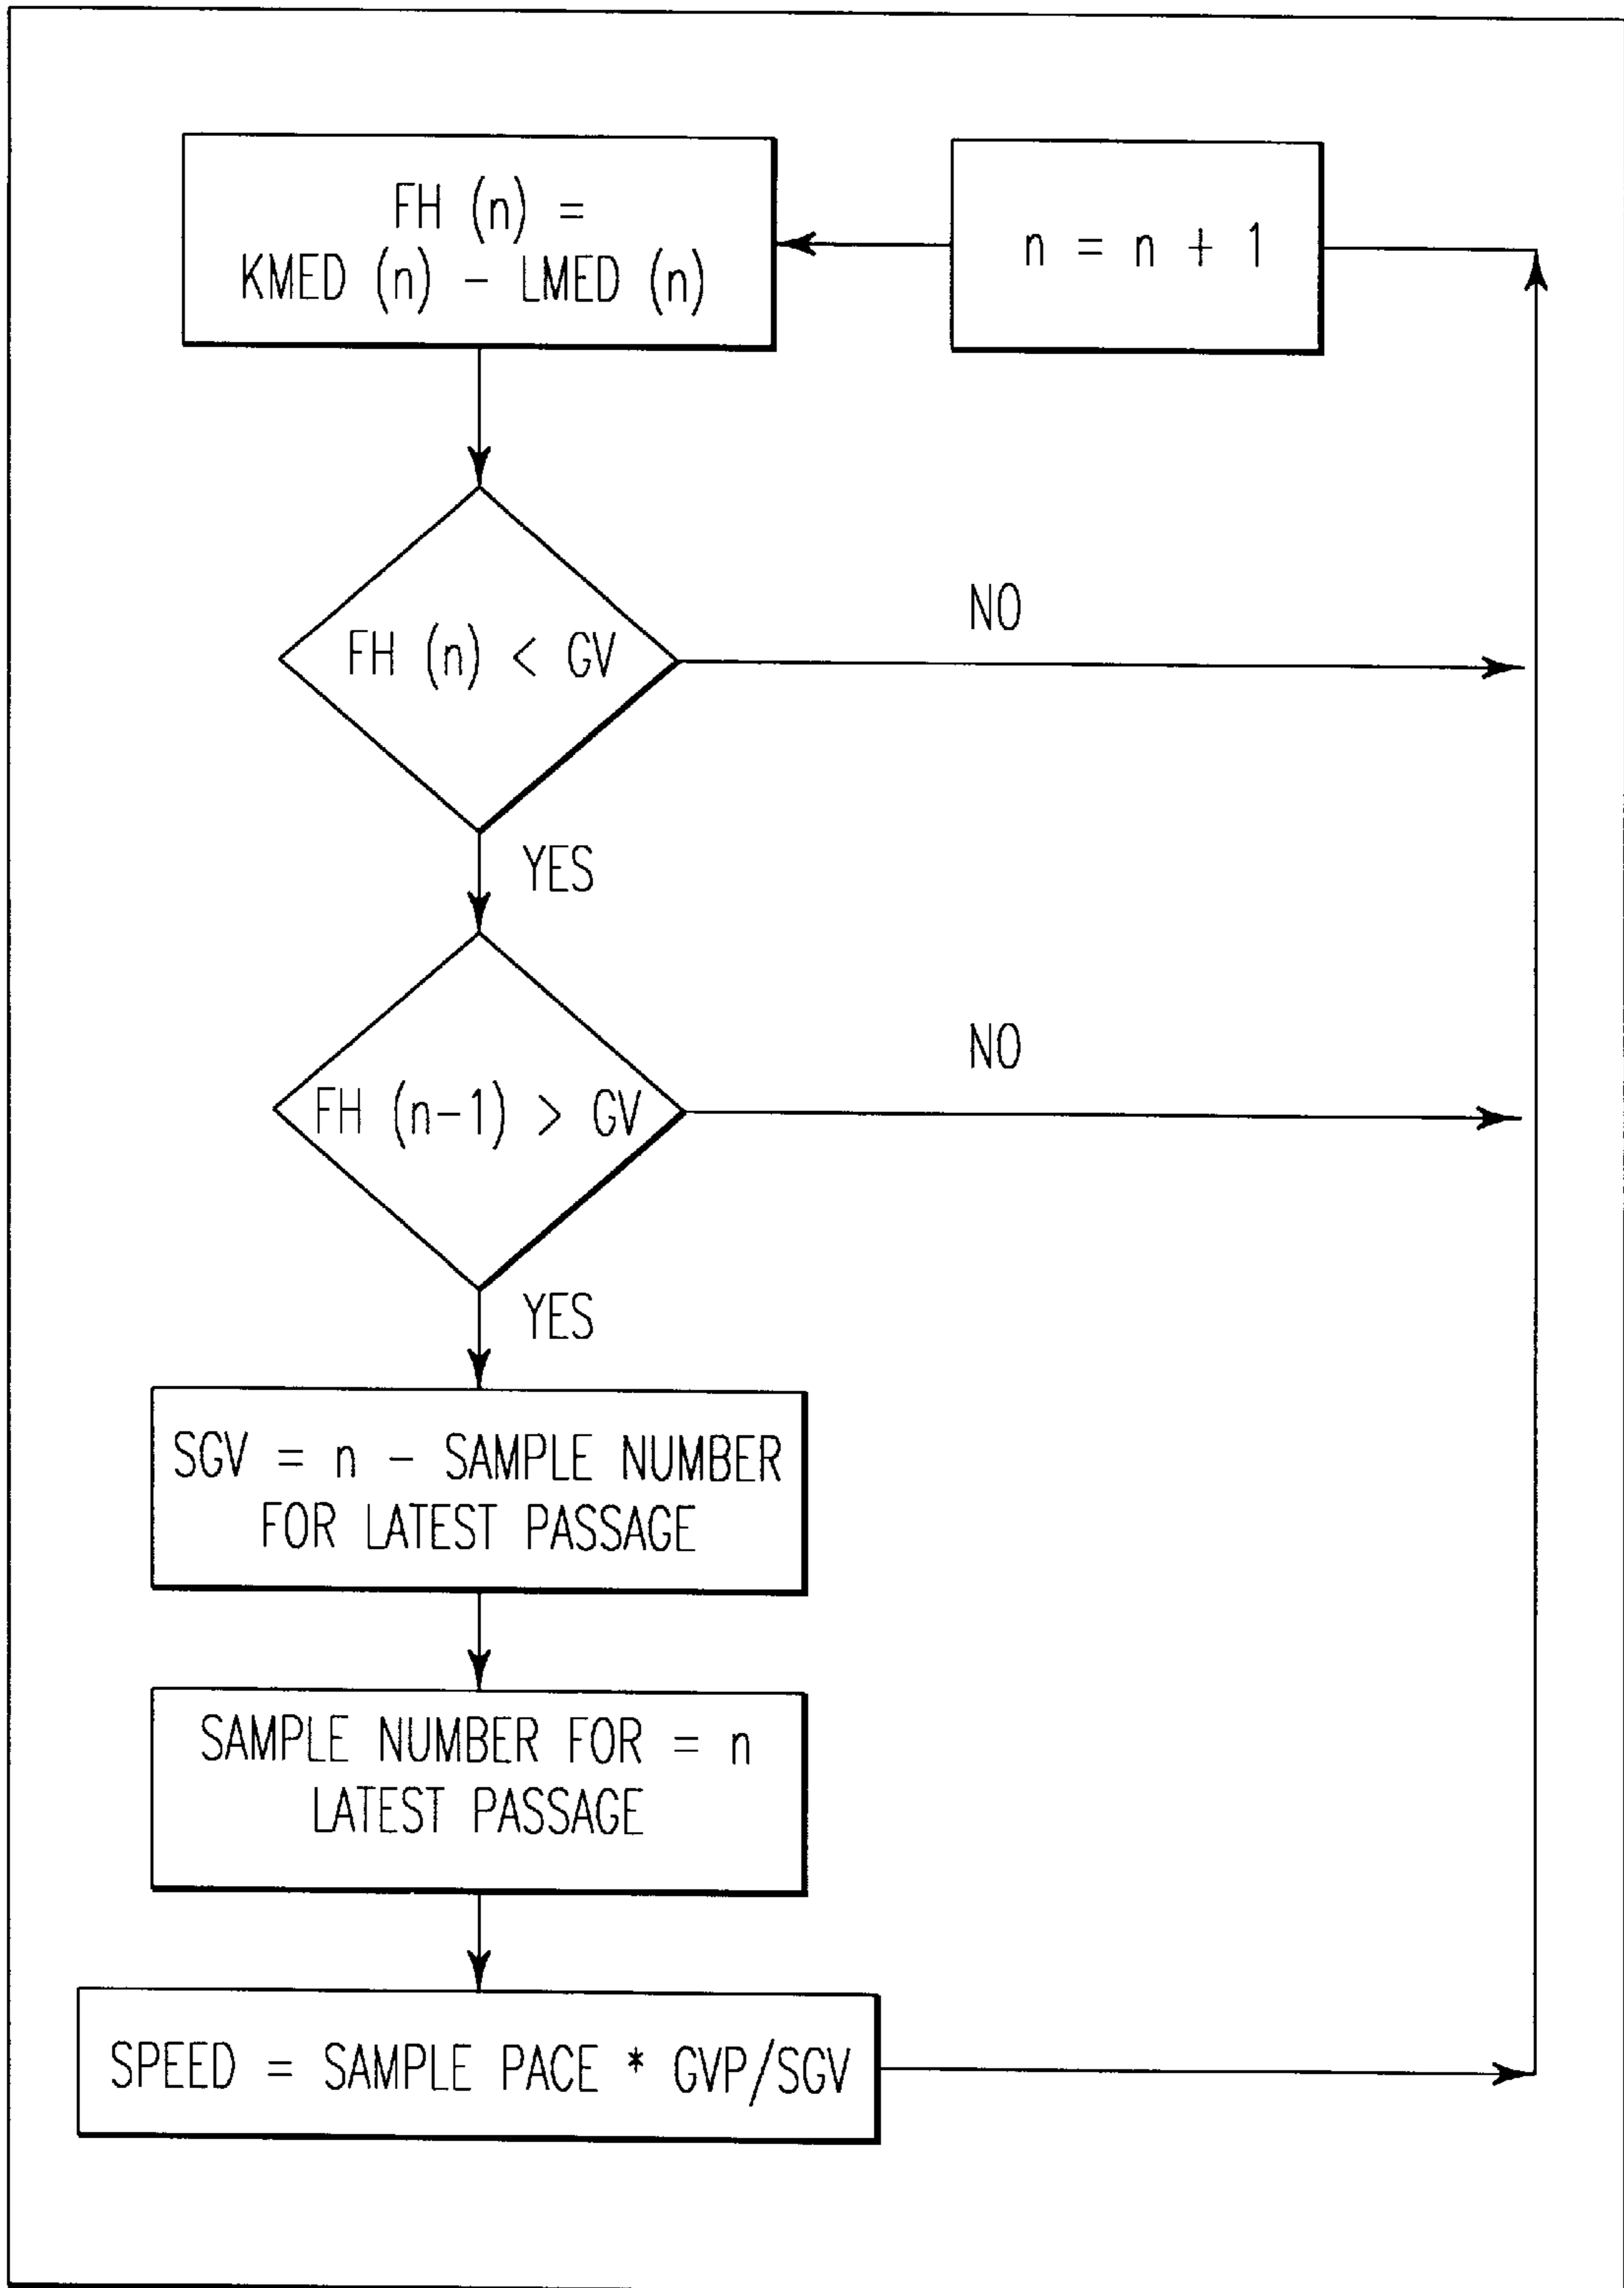 FH (n) =
KMED (n) - LMED (n)
n = n + 1
FH (n) < GV
NO
YES
FH (n-1) > GV
NO
YES
SGV = n - SAMPLE NUMBER
FOR LATEST PASSAGE
SAMPLE NUMBER FOR = n
LATEST PASSAGE
SPEED = SAMPLE PACE * GVP/SGV